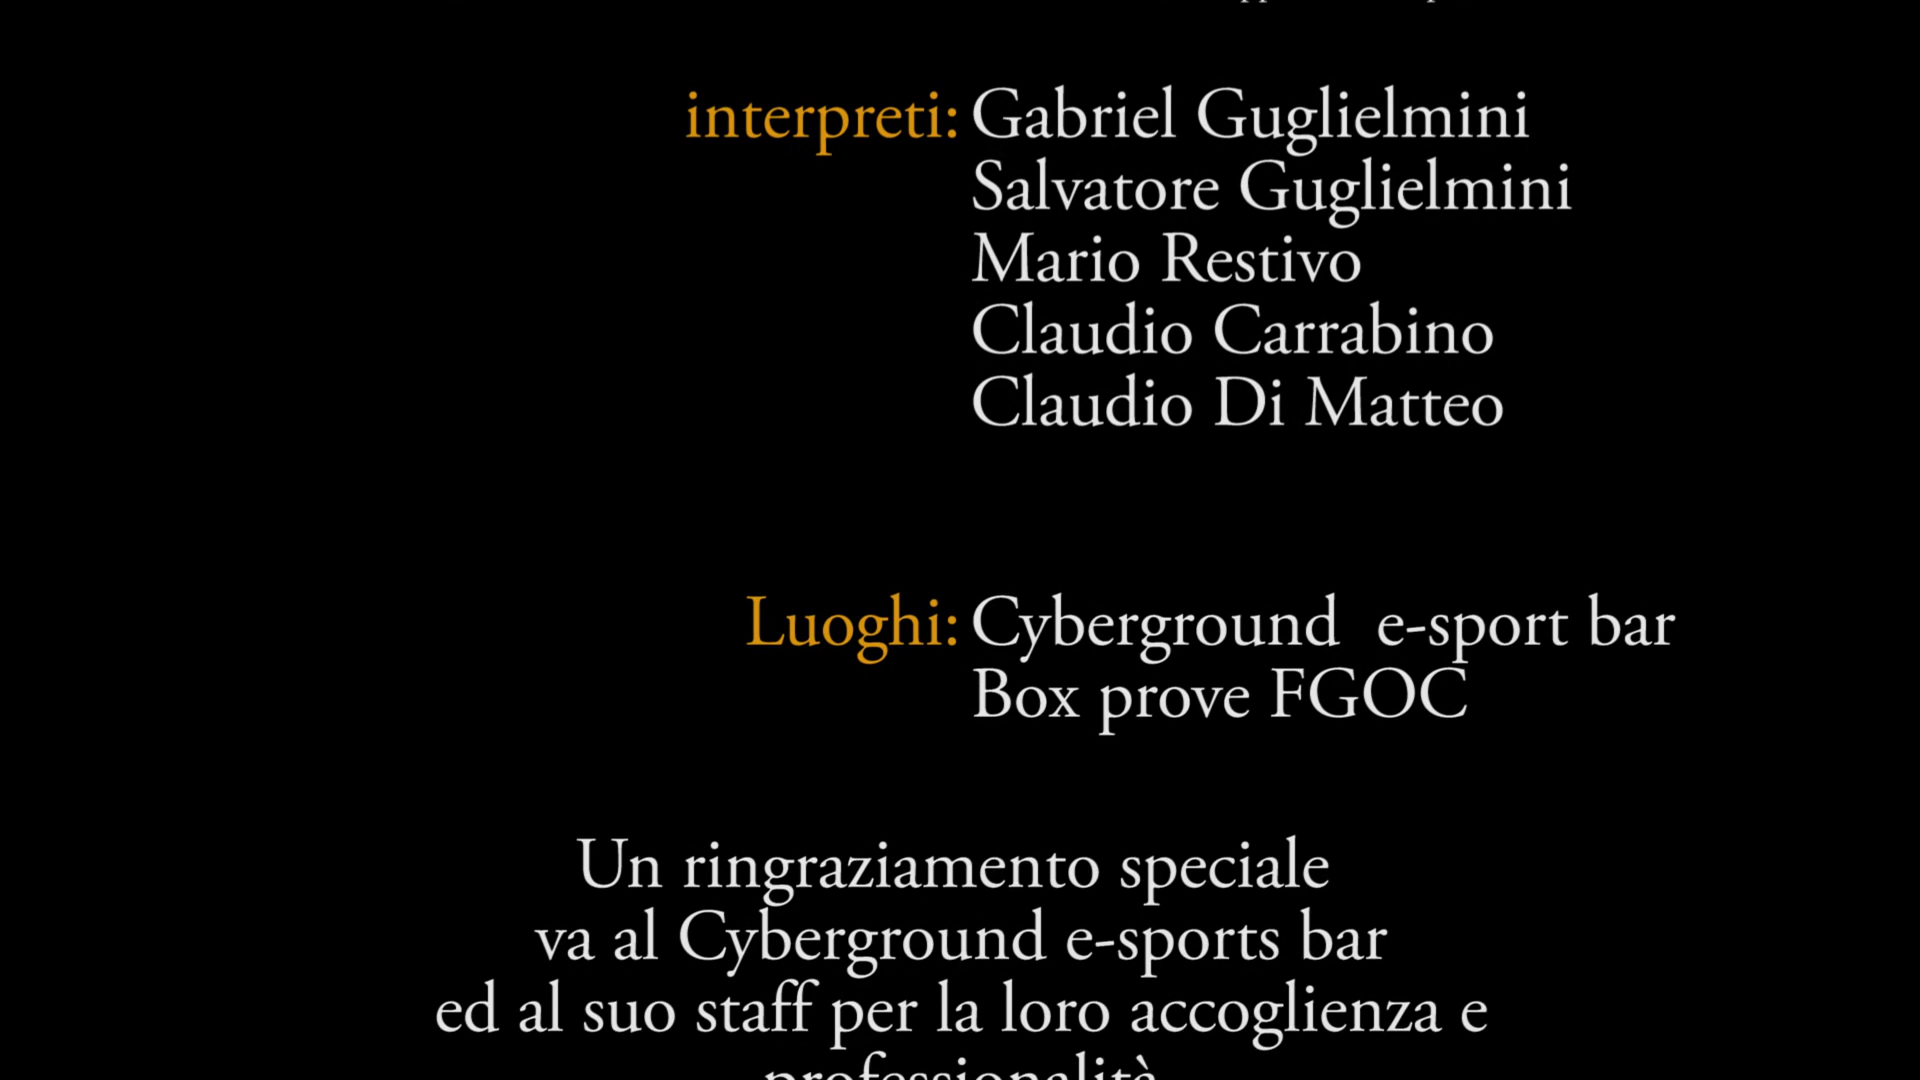 interpreti: Gabriel Guglielmini
Salvatore Guglielmini
Mario Restivo
Claudio Carrabino
Claudio Di Matteo
Luoghi: Cyberground e-sport bar
Box prove FGOC
Un ringraziamento speciale
va al Cyberground e-sports bar
ed al suo staff per la loro accoglienza e
professionalità